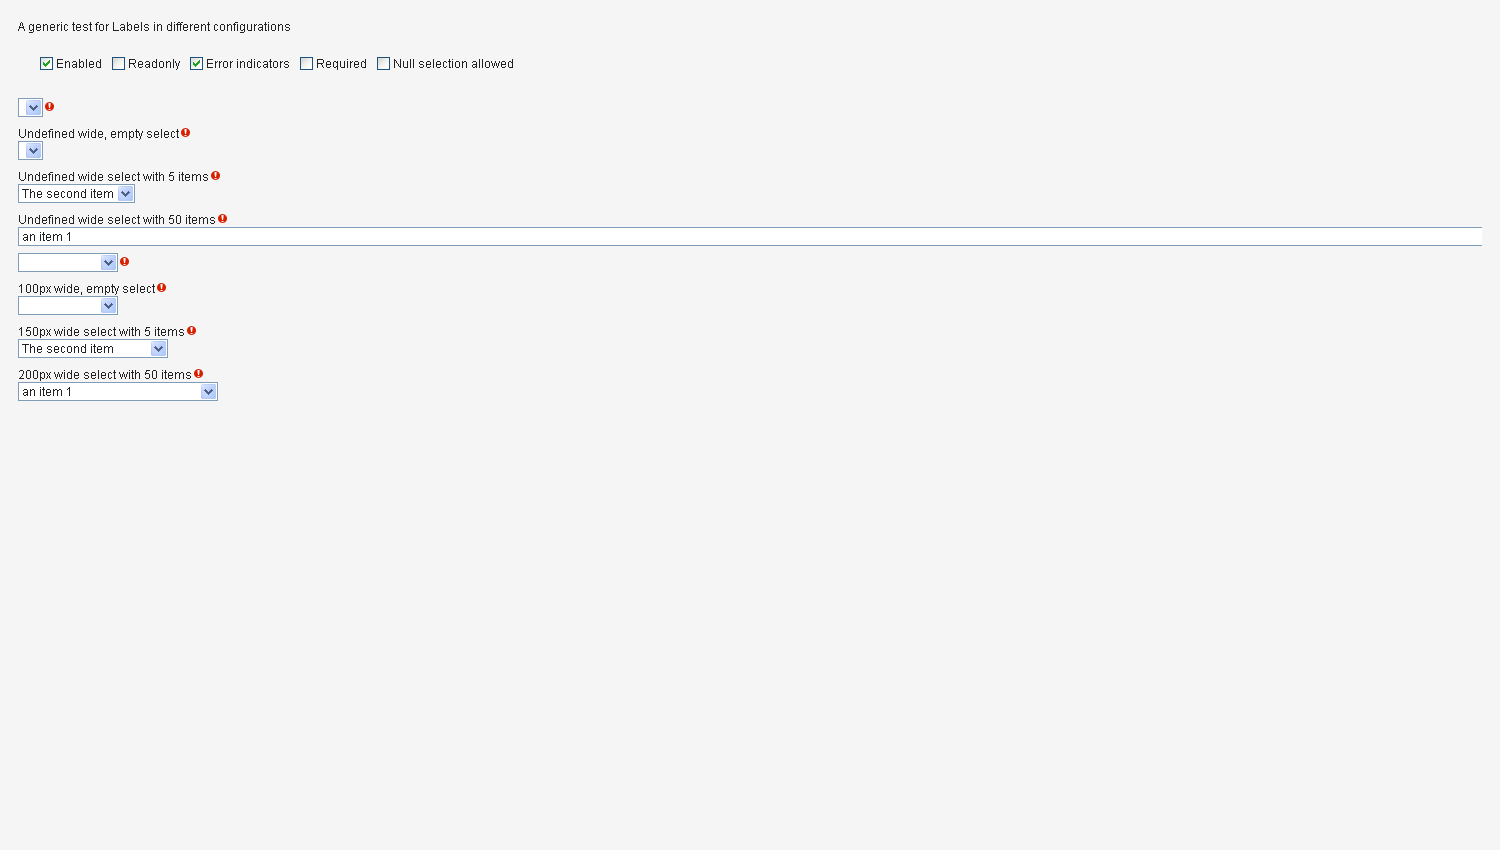 A generic test for Labels in different configurations
Enabled Readonly Error indicators Required Null selection allowed
Undefined wide, empty select
Undefined wide select with 5 items
The second item
Undefined wide select with 50 items
an item 1
100px wide, empty select
150px wide select with 5 items
The second item
200px wide select with 50 items
an item 1